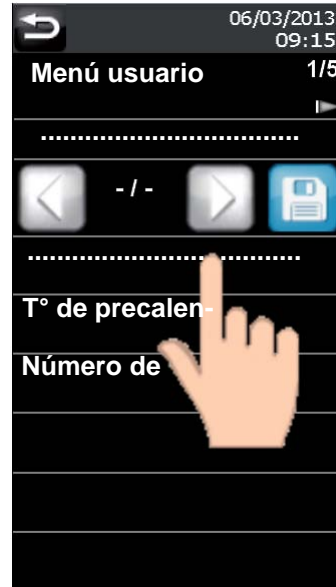 06/03/2013
09:15
Menú usuario 1/5
..................................
- / -
....................................
T° de precalen-
Número de